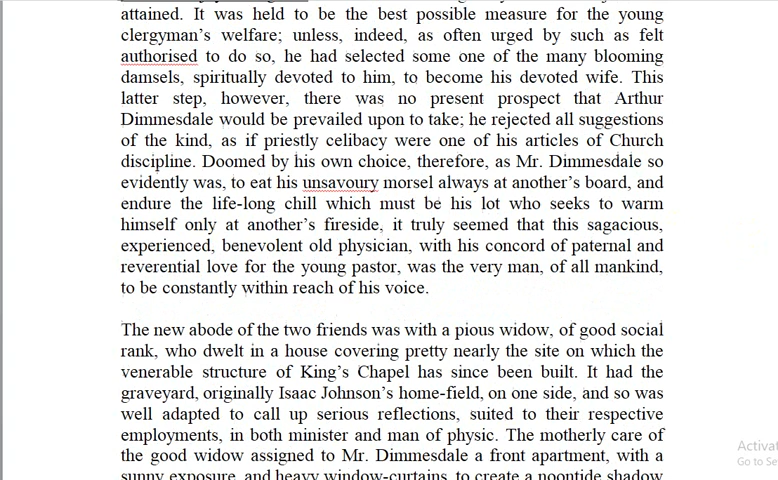 attained. It was held to be the best possible measure for the young
clergyman's welfare; unless, indeed, as often urged by such as felt
authorised to do so, he had selected some one of the many blooming
damsels, spiritually devoted to him, to become his devoted wife. This
latter step, however, there was no present prospect that Arthur
Dimmesdale would be prevailed upon to take; he rejected all suggestions
of the kind, as if priestly celibacy were one of his articles of Church
discipline. Doomed by his own choice, therefore, as Mr. Dimmesdale so
evidently was, to eat his unsavoury morsel always at another's board, and
endure the life-long chill which must be his lot who seeks to warm
himself only at another's fireside, it truly seemed that this sagacious,
experienced, benevolent old physician, with his concord of paternal and
reverential love for the young pastor, was the very man, of all mankind,
to be constantly within reach of his voice.
The new abode of the two friends was with a pious widow, of good social
rank, who dwelt in a house covering pretty nearly the site on which the
venerable structure of King's Chapel has since been built. It had the
graveyard, originally Isaac Johnson's home-field, on one side, and so was
well adapted to call up serious reflections, suited to their respective
employments, in both minister and man of physic. The motherly care of
the good widow assigned to Mr. Dimmesdale a front apartment, with a
sunny exposure, and heavy window-curtains, to create a noontide shadow
Activat
Go to Se